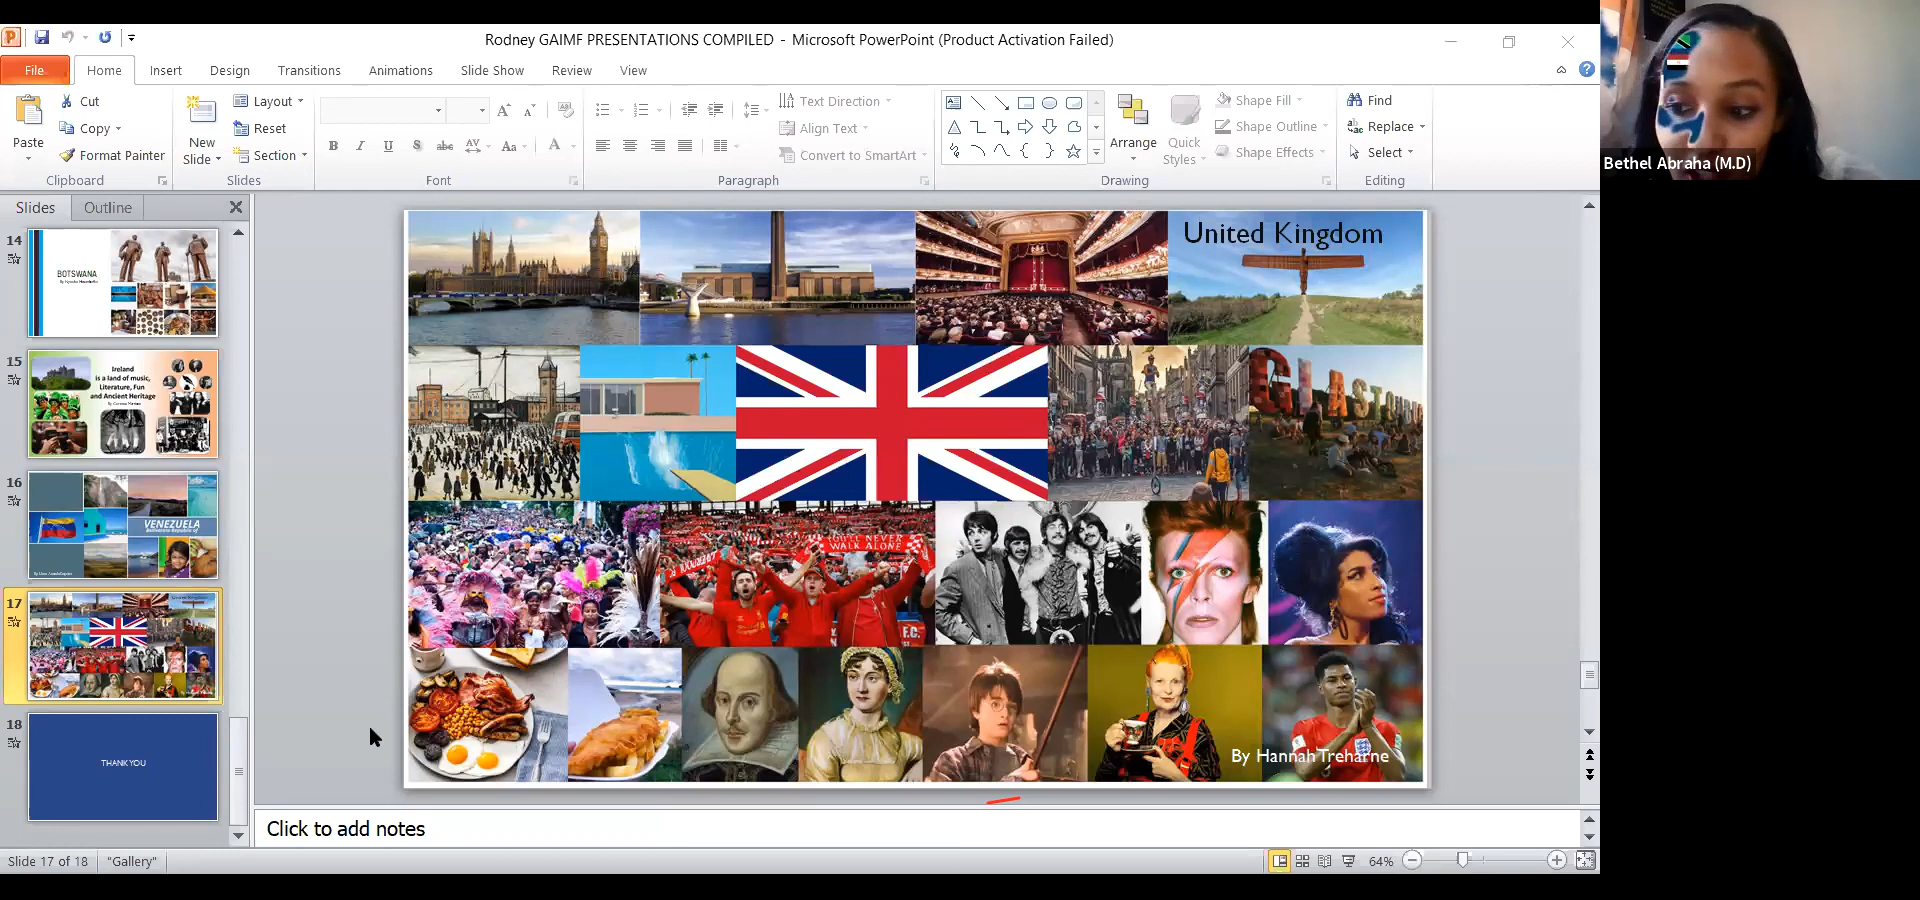 Rodney GAIMF PRESENTATIONS COMPILED - Microsoft PowerPoint (Product Activation Failed)
File Home Insert Design Transitions Animations Slide Show Review View
Paste
Cut
Copy
Format Painter
Clipboard
New Slide
Layout
Reset
Section
Slides
B I U S abc AV Aa A
Font
Text Direction
Align Text
Convert to SmartArt
Paragraph
Arrange
Quick Styles
Shape Fill
Shape Outline
Shape Effects
Drawing
Find
Replace
Select
Editing
Bethel Abraha (M.D)
Slides Outline
14
BOTSWANA
15
Ireland
is a land of music,
Literature, Fun
and Ancient Heritage
16
VENEZUELA
17
18
THANK YOU
United Kingdom
GLASTONBU
YOU'LL NEVER
WALK ALONE
F.C.
By HannahTreharne
Click to add notes
Slide 17 of 18 "Gallery" 64%